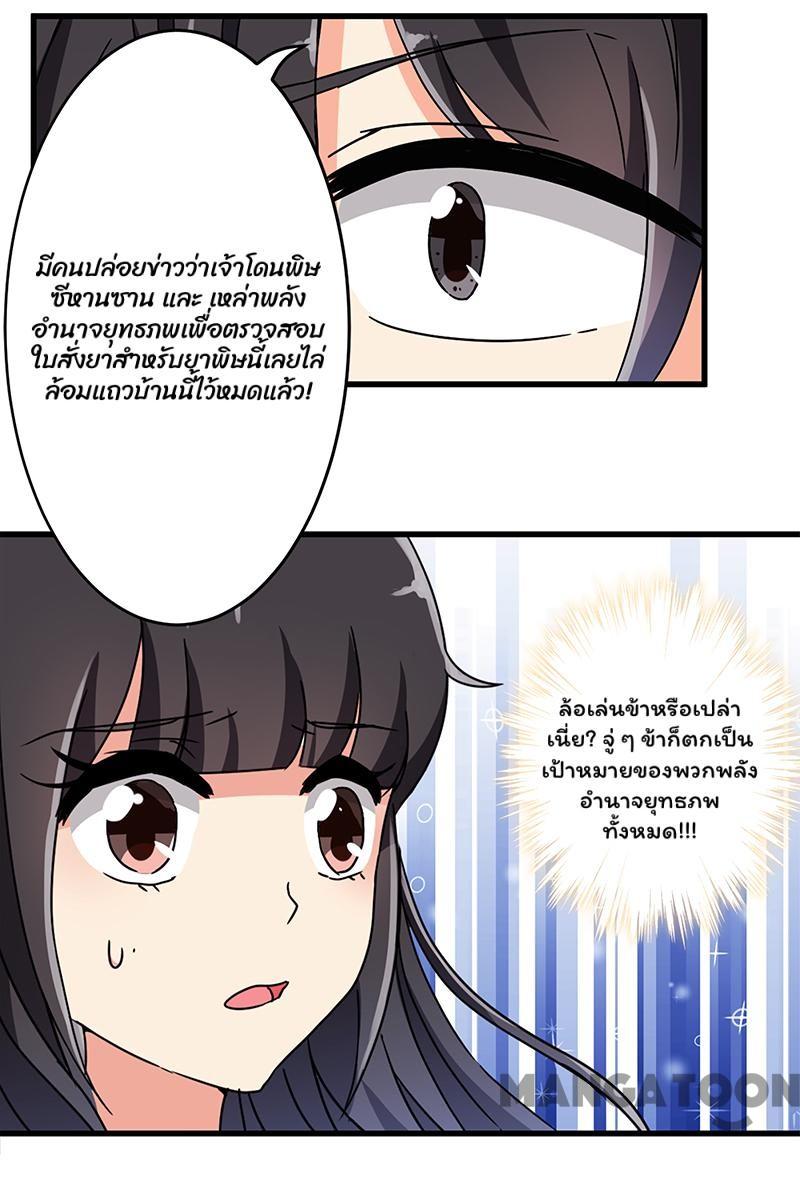 มีคนปล่อยข่าวว่าเจ้าโดนพิษ
ซีหานซาน และ เหล่าพลัง
อำนาจยุทธภพเพื่อตรวจสอบ
ใบสั่งยาสำหรับยาพิษนี้เลยไล่
ล้อมแถวบ้านนี้ไว้หมดแล้ว!
ล้อเล่นข้าหรือเปล่า
เนี่ย? จู่ ๆ ข้าก็ตกเป็น
เป้าหมายของพวกพลัง
อำนาจยุทธภพ
ทั้งหมด!!!
MANGATOON